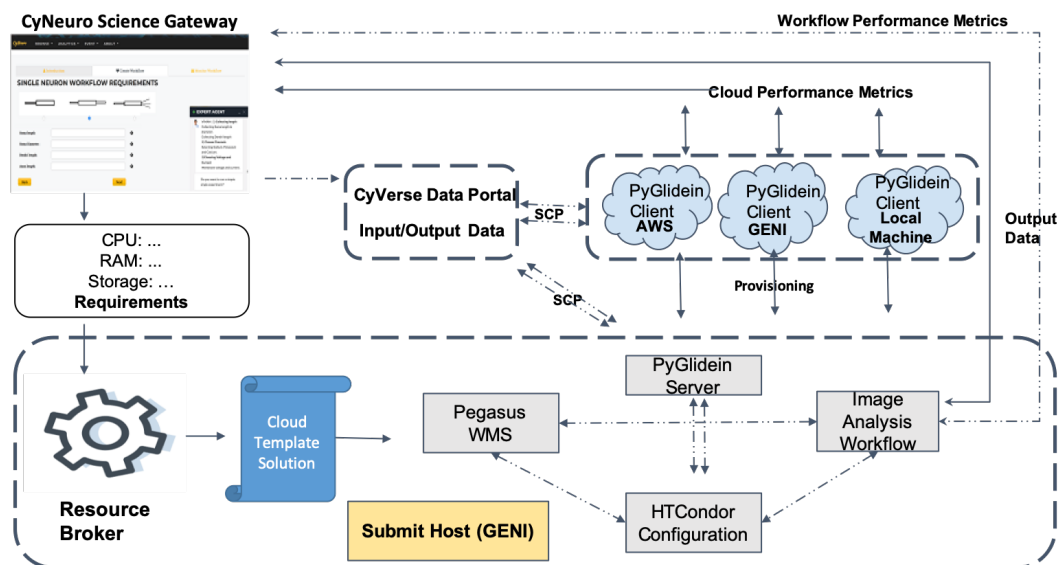 CyNeuro Science Gateway
Workflow Performance Metrics
SINGLE NEURON WORKFLOW REQUIREMENTS
EXPERT AGENT
Cloud Performance Metrics
CyVerse Data Portal
Input/Output Data
SCP
PyGlidein
Client
AWS
PyGlidein
Client
GENI
PyGlidein
Client
Local
Machine
Output
Data
CPU: ...
RAM: ...
Storage: ...
Requirements
SCP
Provisioning
PyGlidein
Server
Cloud
Template
Solution
Pegasus
WMS
Image
Analysis
Workflow
Resource
Broker
Submit Host (GENI)
HTCondor
Configuration